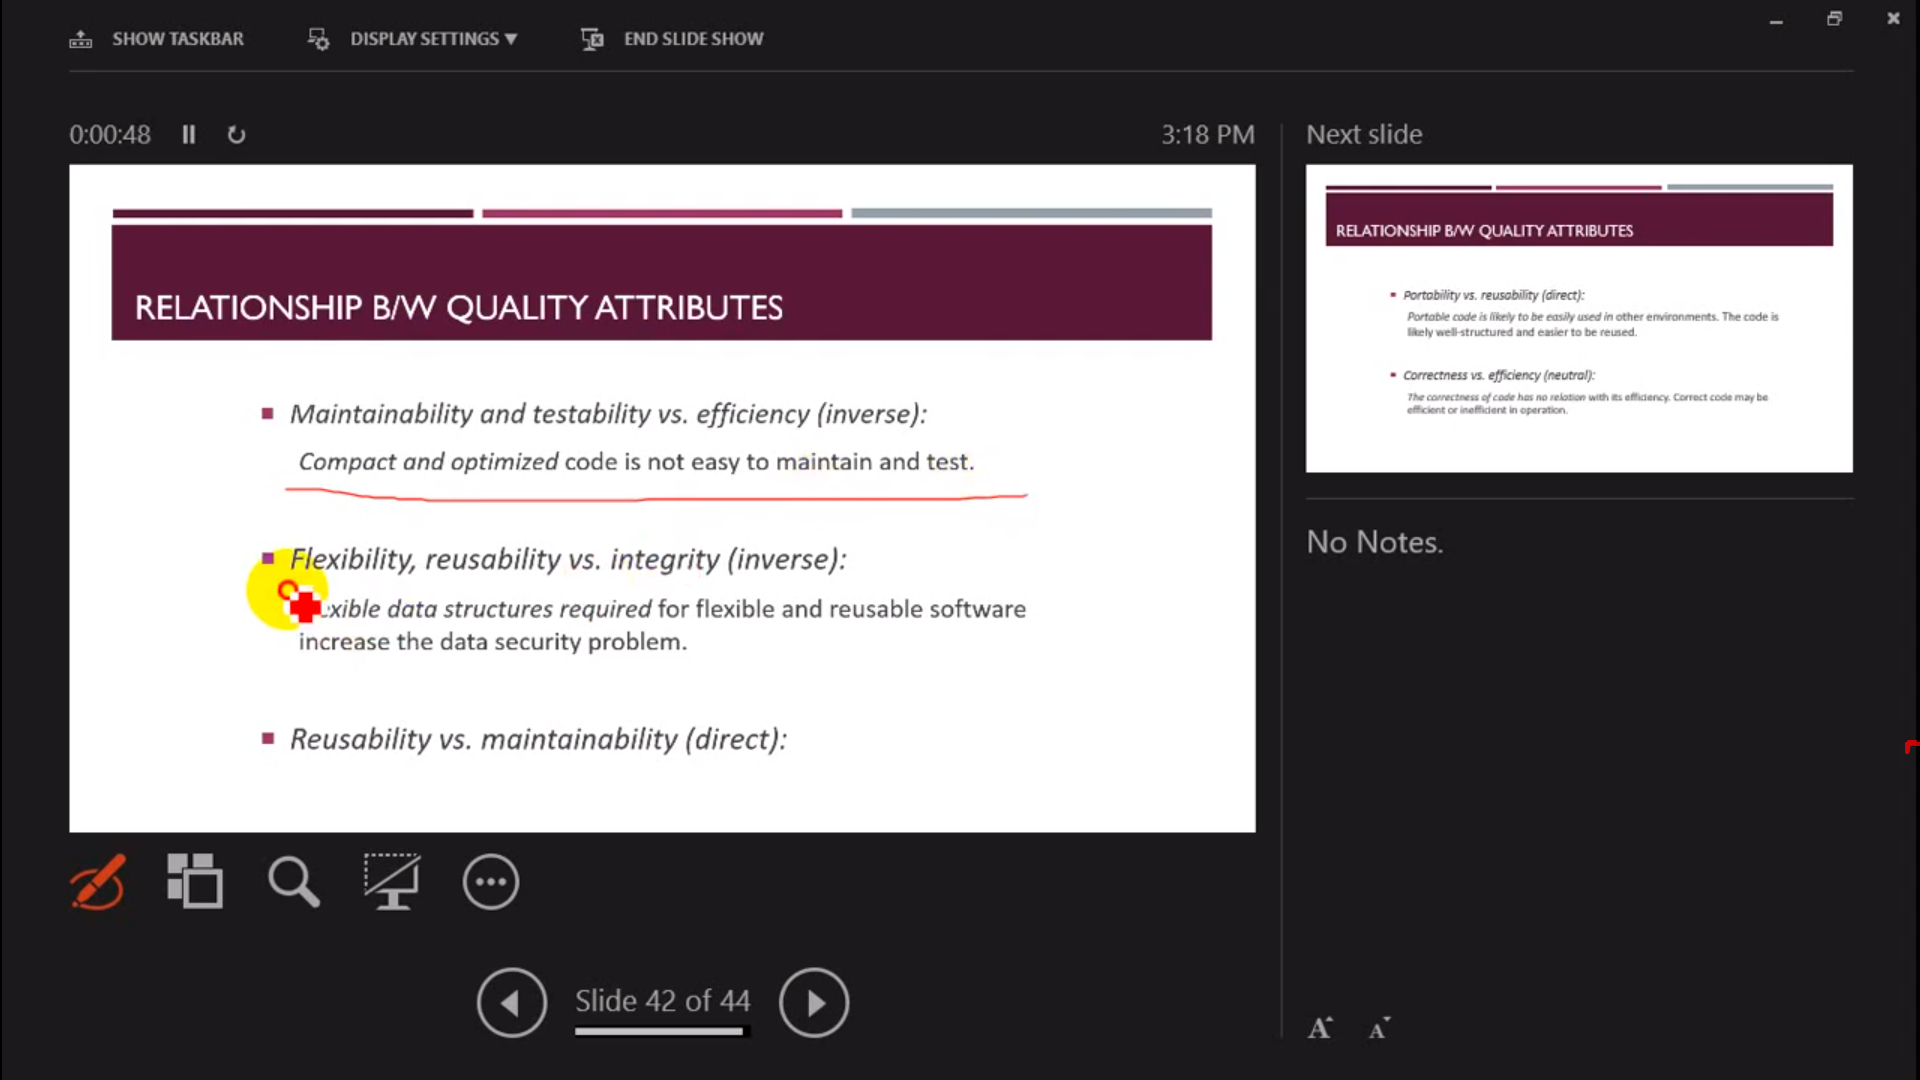 SHOW TASKBAR
DISPLAY SETTINGS
END SLIDE SHOW
0:00:48
3:18 PM
RELATIONSHIP B/W QUALITY ATTRIBUTES
Maintainability and testability vs. efficiency (inverse):
Compact and optimized code is not easy to maintain and test.
Flexibility, reusability vs. integrity (inverse):
data structures required for flexible and reusable software
increase the data security problem.
Reusability vs. maintainability (direct):
Slide 42 of 44
Next slide
RELATIONSHIP B/W QUALITY ATTRIBUTES
Portability vs. reusability (direct):
Portable code is likely to be easily used in other environments. The code is
likely well-structured and easier to be reused.
Correctness vs. efficiency (neutral):
The correctness of code has no relation with its efficiency. Correct code may be
efficient or inefficient in operation.
No Notes.
A A